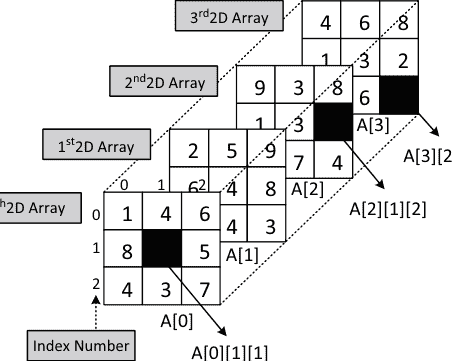 3rd2D Array
4 6 8
1 3 2
6
A[3]
A[3][2
2nd2D Array
9 3 8
1 3
7 4
A[2]
A[2][1][2]
1st2D Array
2 5 9
6 4 8
4 3
A[1]
h2D Array
0 1 2
0 1 4 6
1 8 5
2 4 3 7
A[0]
A[0][1][1]
Index Number